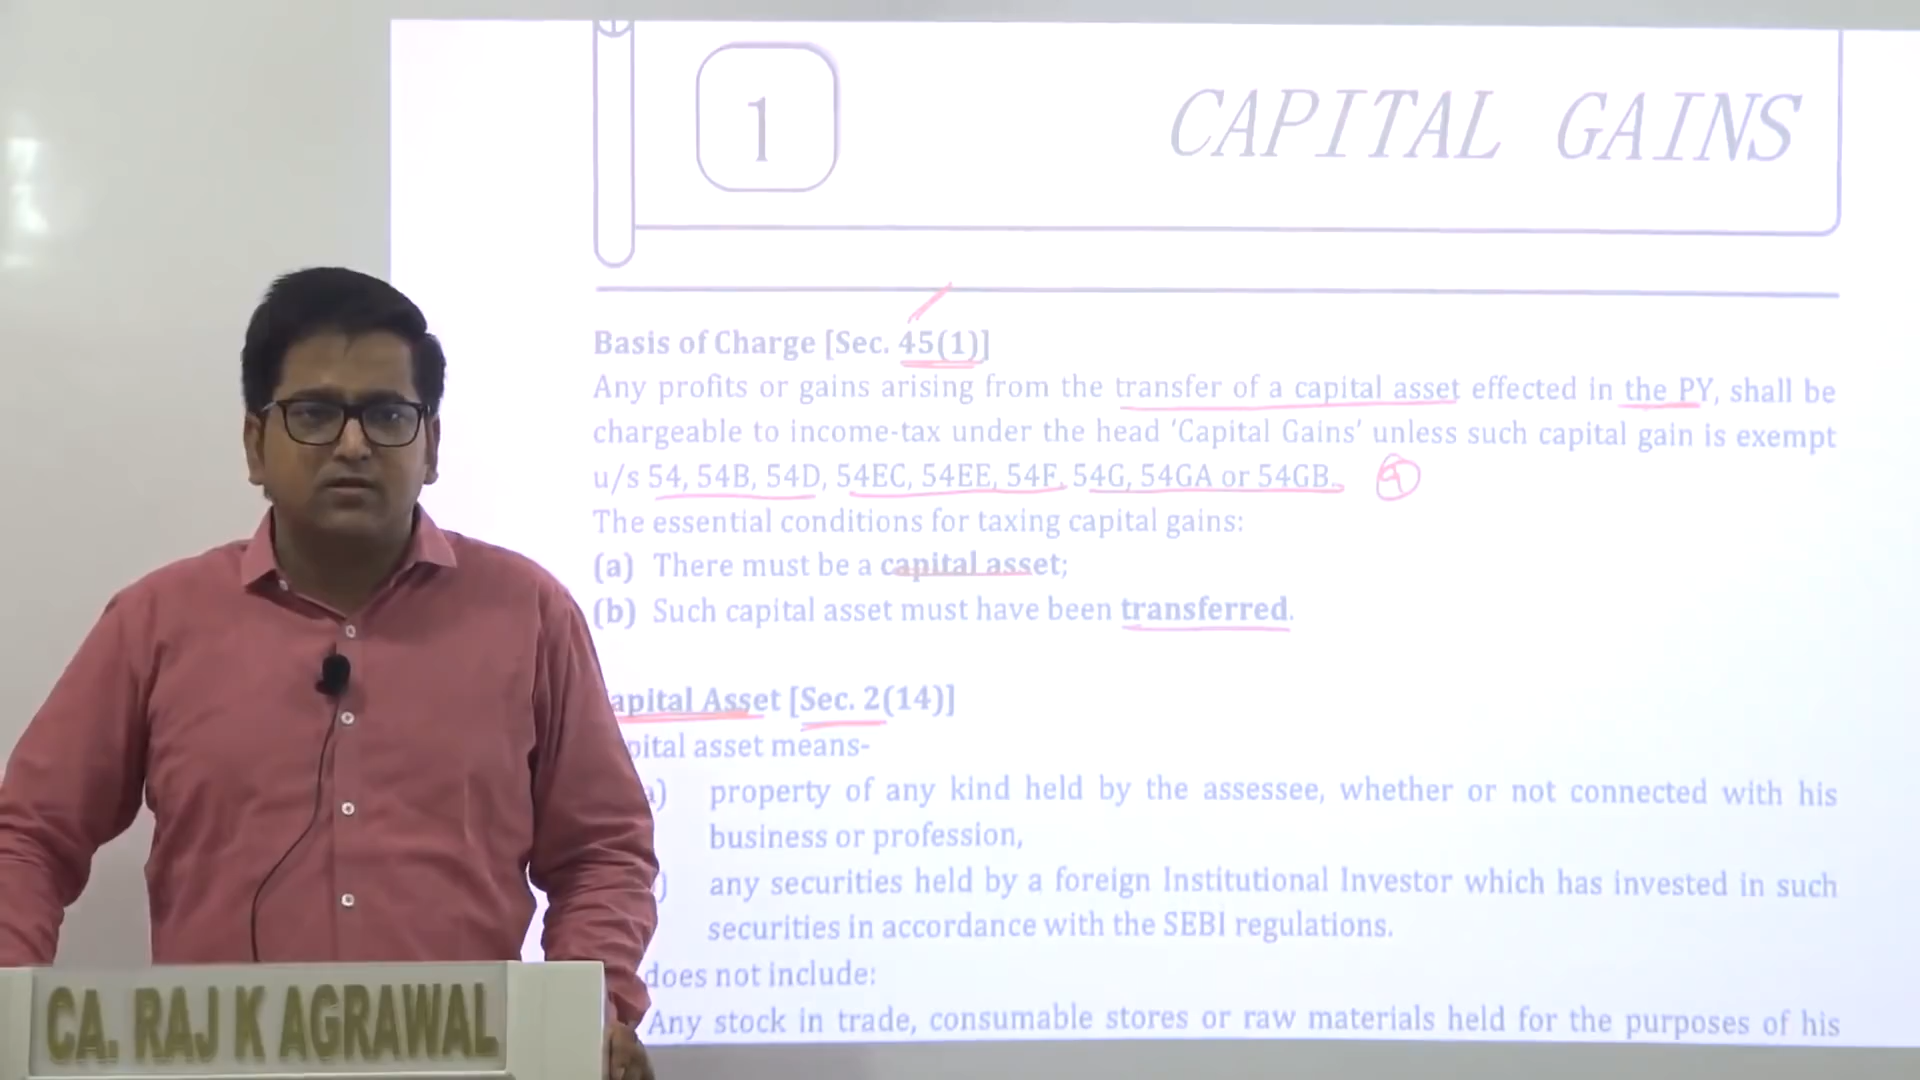 1
CAPITAL GAINS
Basis of Charge [Sec. 45(1)]
Any profits or gains arising from the transfer of a capital asset effected in the PY, shall be
chargeable to income-tax under the head ‘Capital Gains’ unless such capital gain is exempt
u/s 54, 54B, 54D, 54EC, 54EE, 54F, 54G, 54GA or 54GB.
The essential conditions for taxing capital gains:
(a) There must be a capital asset;
(b) Such capital asset must have been transferred.
apital Asset [Sec. 2(14)]
pital asset means-
a) property of any kind held by the assessee, whether or not connected with his
business or profession,
) any securities held by a foreign Institutional Investor which has invested in such
securities in accordance with the SEBI regulations.
does not include:
Any stock in trade, consumable stores or raw materials held for the purposes of his
CA. RAJ K AGRAWAL